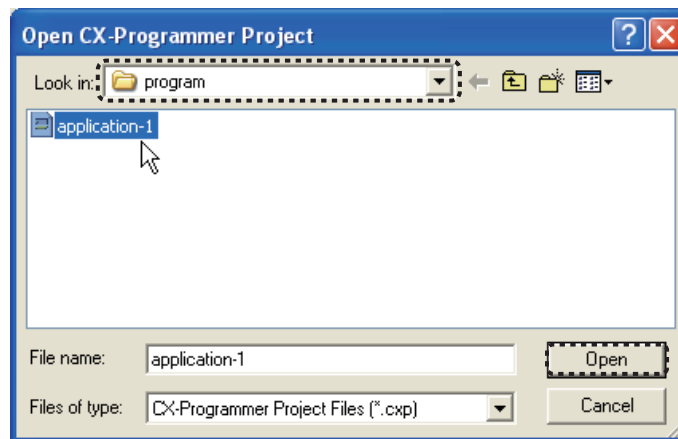 Open CX-Programmer Project
Look in: program
application-1
File name: application-1 Open
Files of type: CX-Programmer Project Files (*.cxp) Cancel